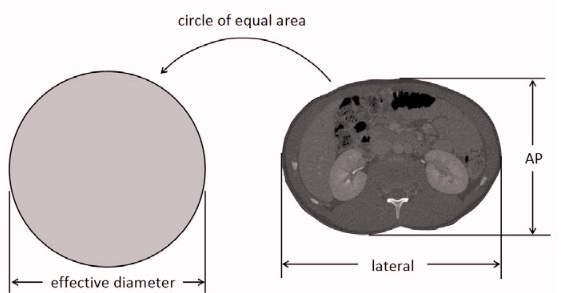 circle of equal area
AP
lateral
effective diameter